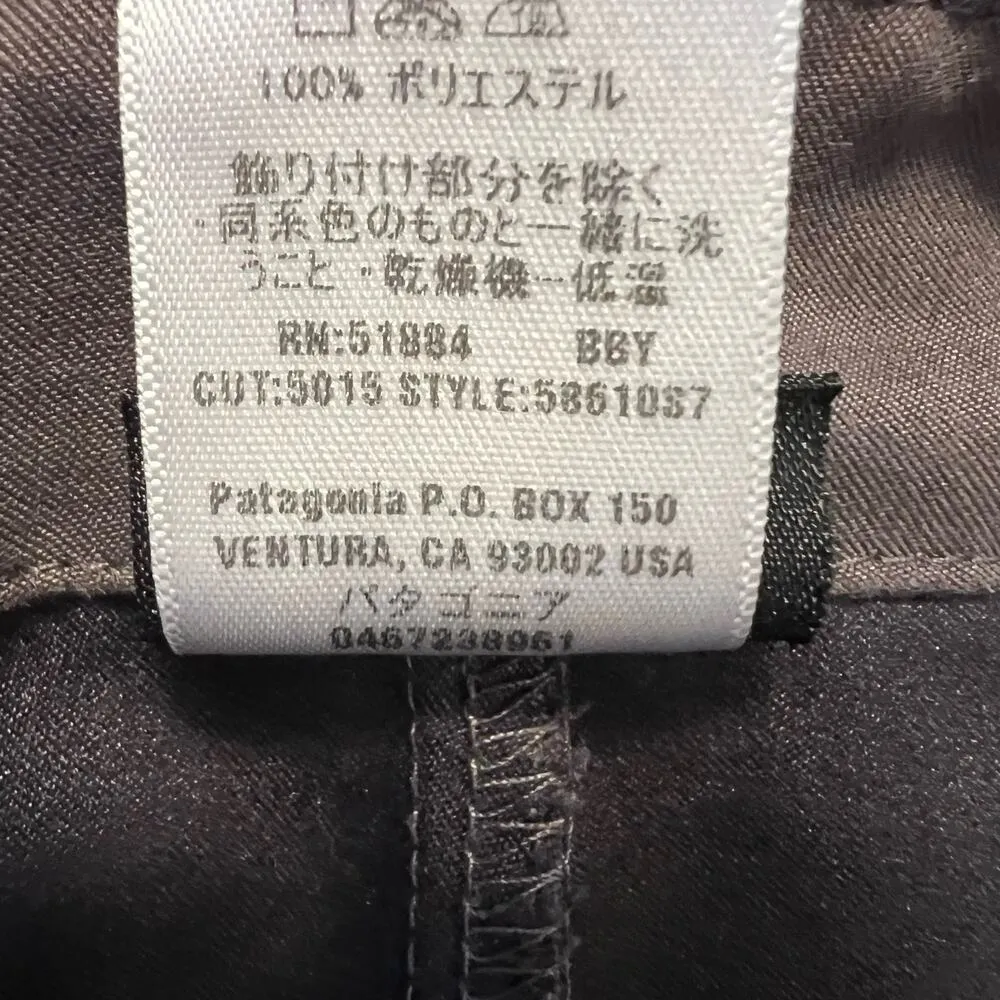 100% ポリエステル
飾り付け部分を除く
・同系色のものと一緒に洗
うこと ・乾燥機ー低温
RN:51884 BBY
CUT:5015 STYLE:58610S7
Patagonia P.O. BOX 150
VENTURA, CA 93002 USA
パタゴニア
0467238961